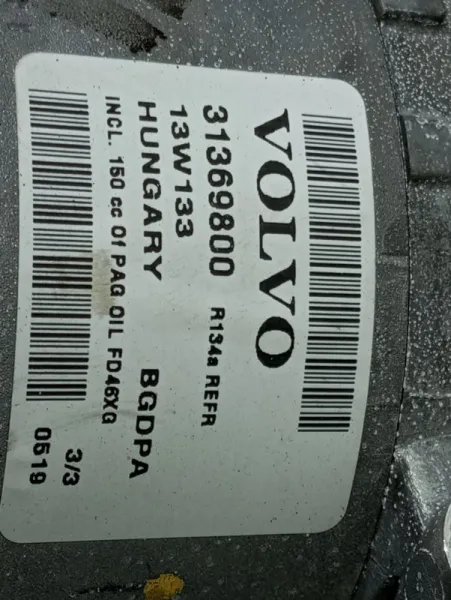 VOLVO
31369800 R134a REFR
13W133
HUNGARY BGDPA
INCL. 150 cc Of PAG OIL FD46XG
3/3
0519